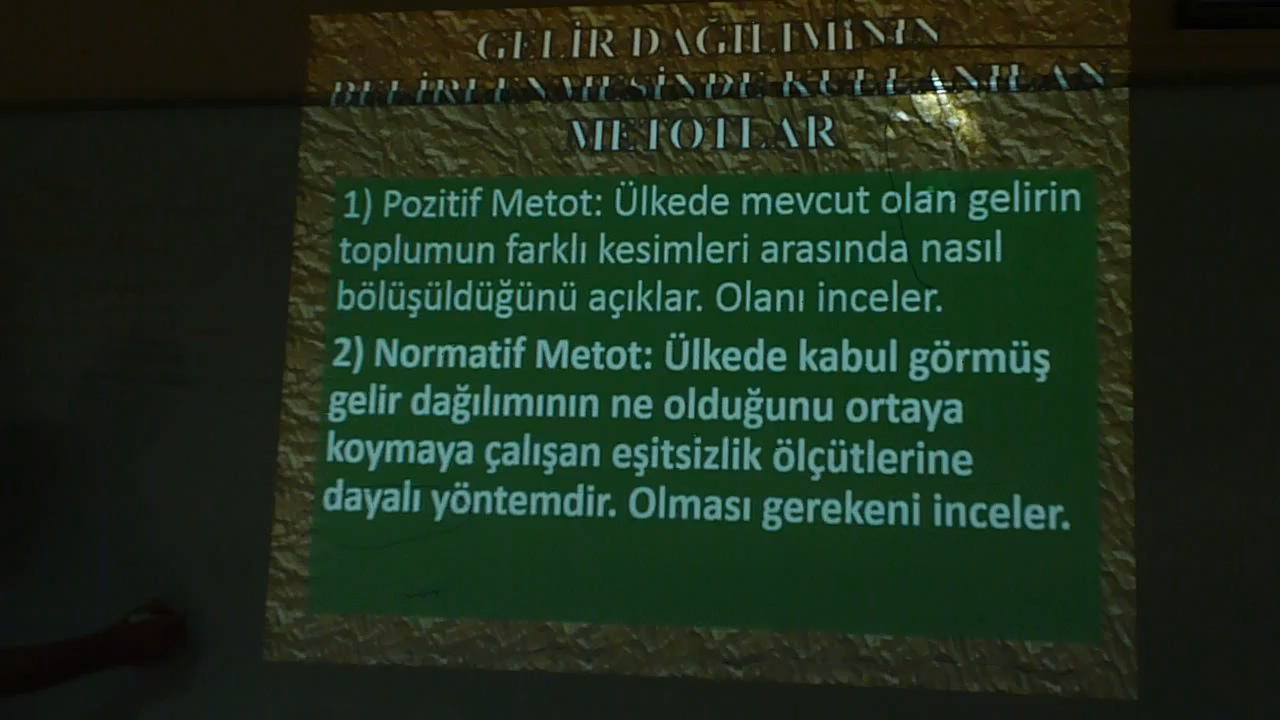 GELİR DAĞILIMININ
BELİRLENMESİNDE KULLANILAN
METOTLAR
1) Pozitif Metot: Ülkede mevcut olan gelirin
toplumun farklı kesimleri arasında nasıl
bölüşüldüğünü açıklar. Olanı inceler.
2) Normatif Metot: Ülkede kabul görmüş
gelir dağılımının ne olduğunu ortaya
koymaya çalışan eşitsizlik ölçütlerine
dayalı yöntemdir. Olması gerekeni inceler.